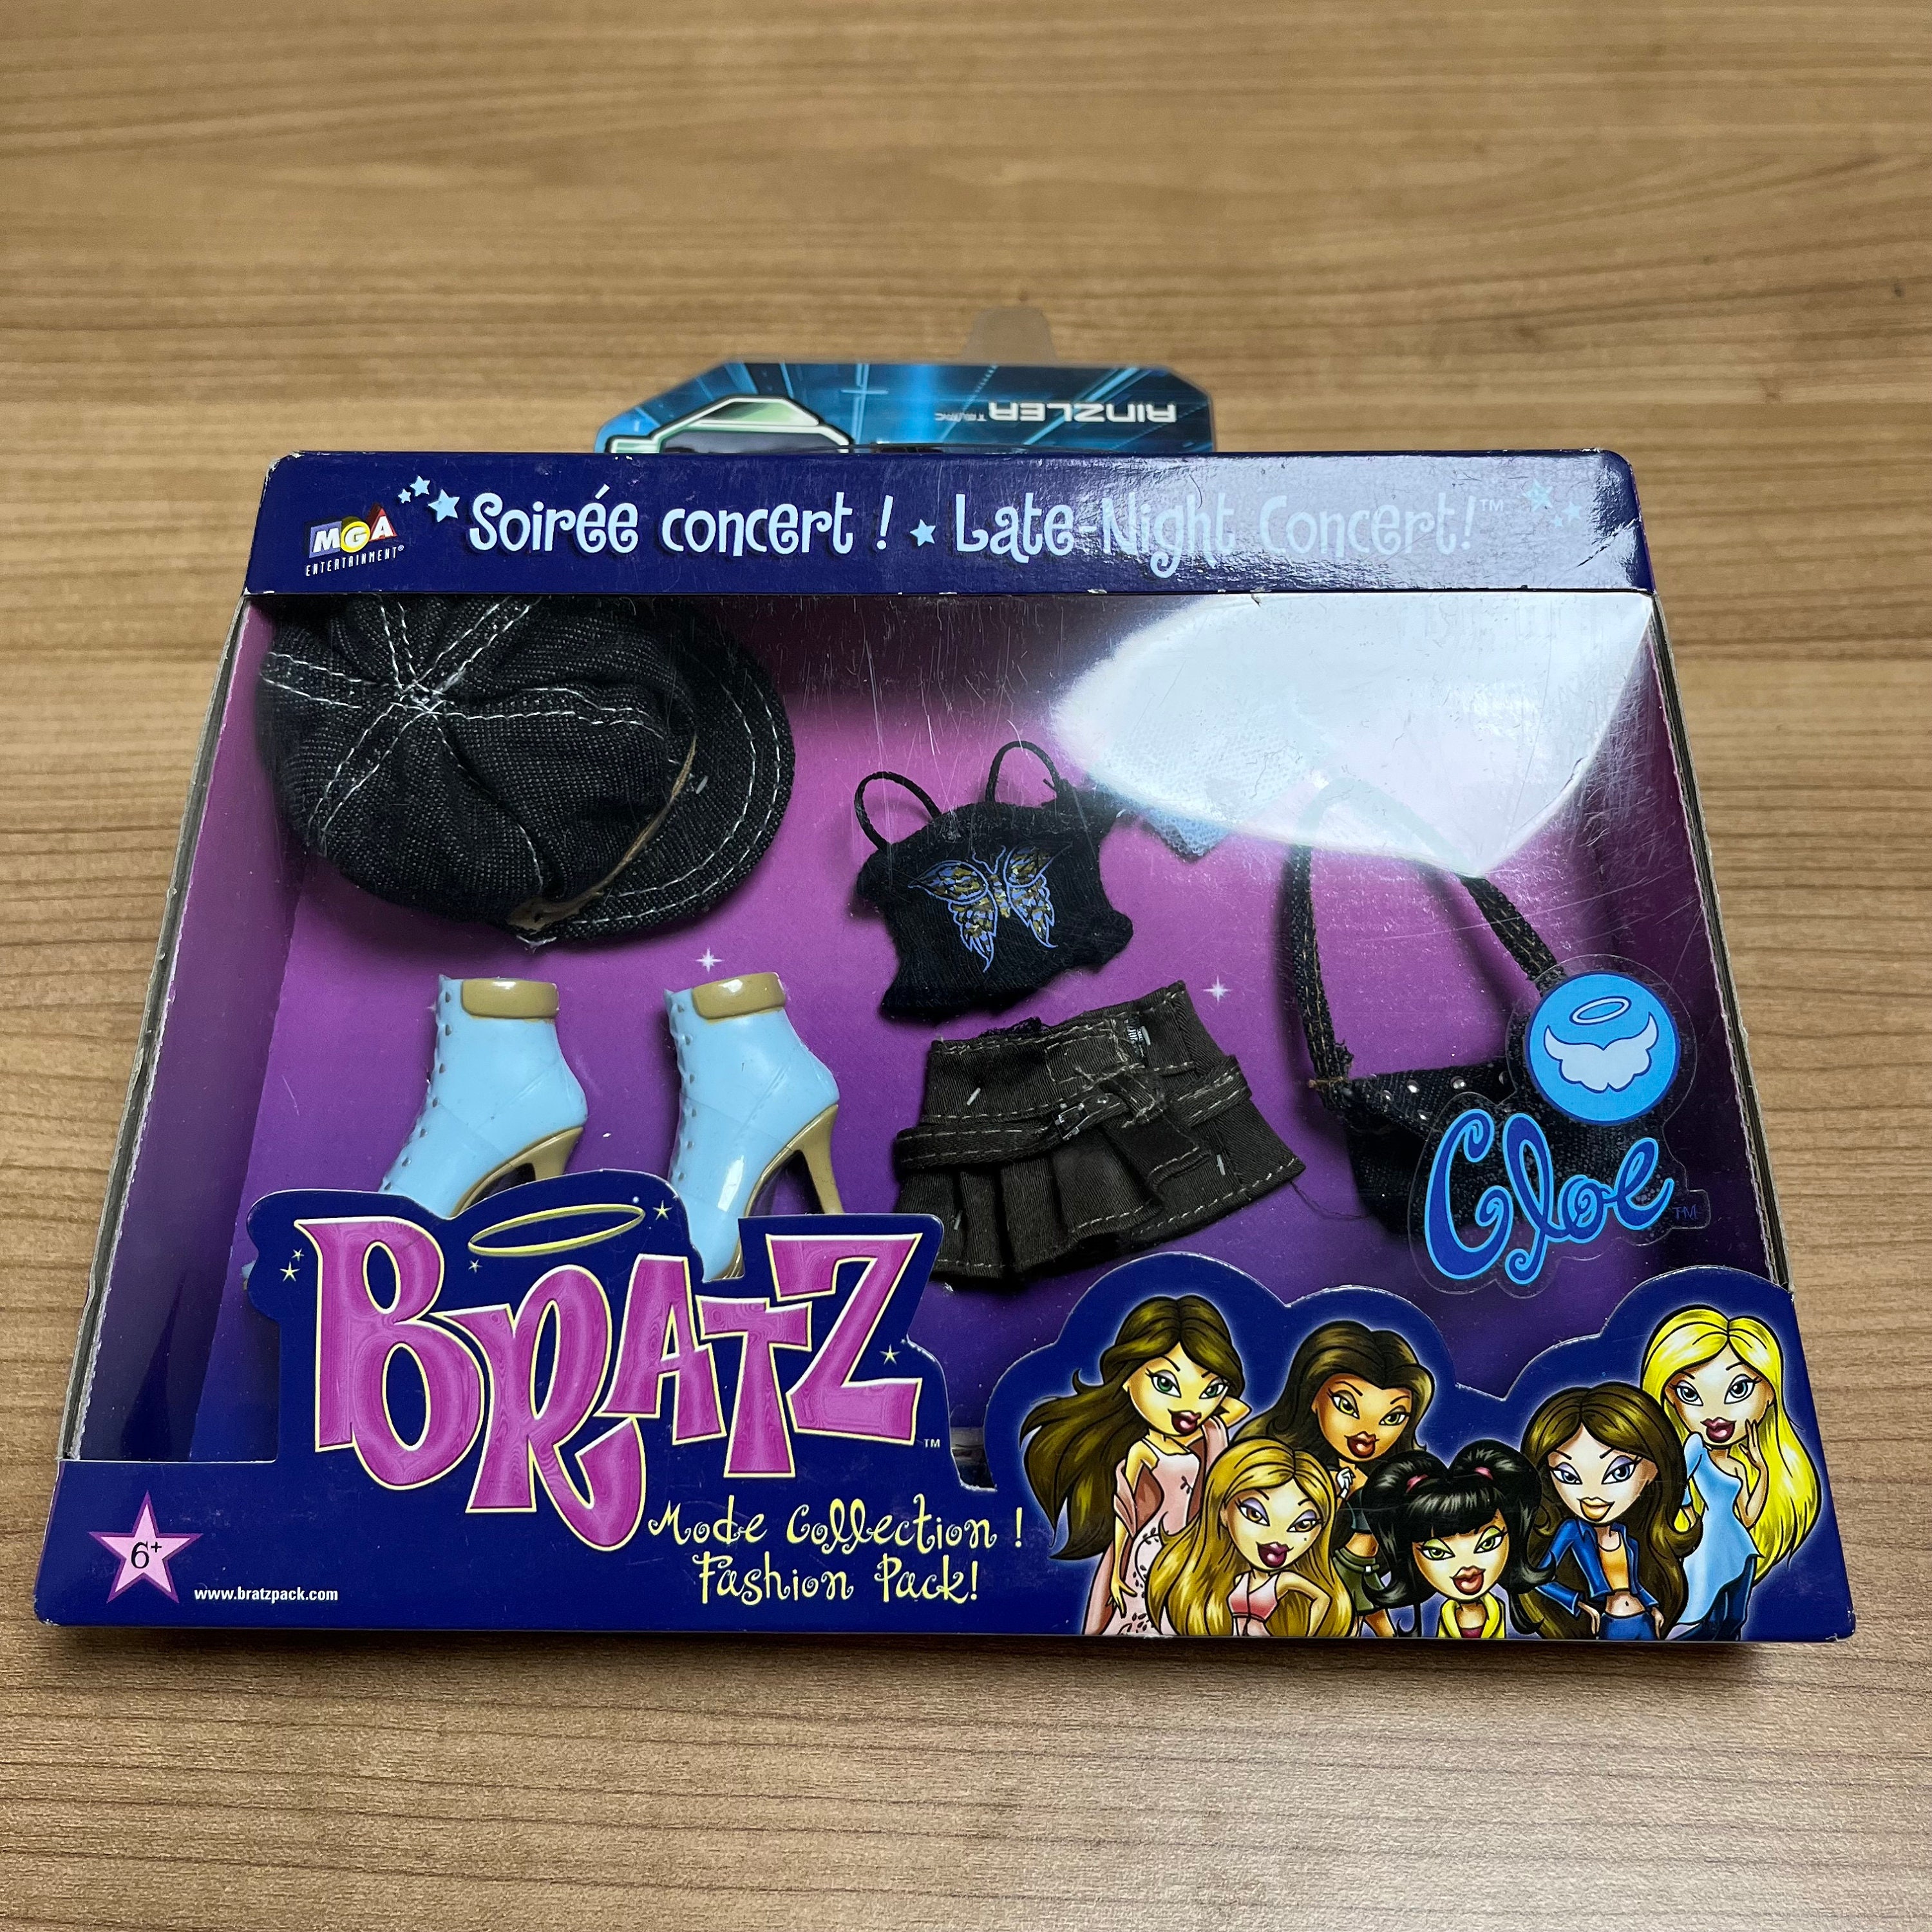 RINZLER
MGA
ENTERTAINMENT®
Soirée concert ! ★ Late-Night Concert!™
Cloe™
BRATZ™
Mode Collection !
Fashion Pack!
6+
www.bratzpack.com